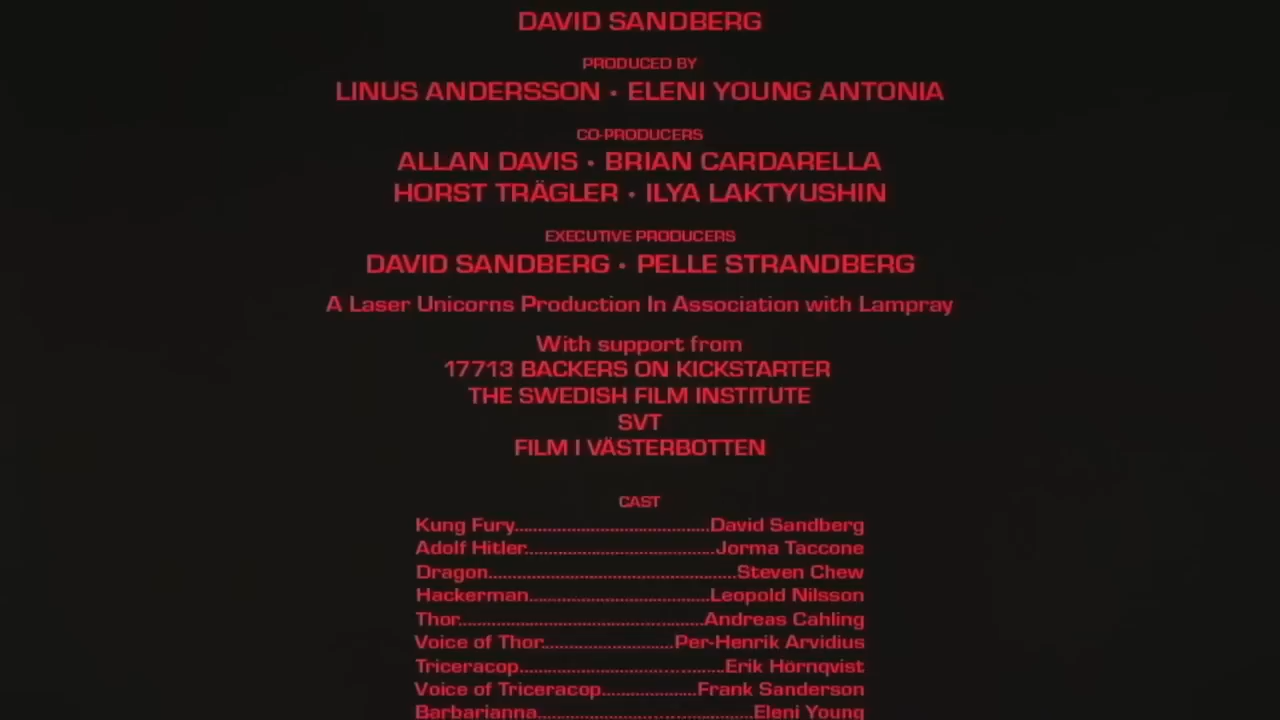 DAVID SANDBERG
PRODUCED BY
LINUS ANDERSSON • ELENI YOUNG ANTONIA
CO-PRODUCERS
ALLAN DAVIS • BRIAN CARDARELLA
HORST TRÄGLER • ILYA LAKTYUSHIN
EXECUTIVE PRODUCERS
DAVID SANDBERG • PELLE STRANDBERG
A Laser Unicorns Production In Association with Lampray
With support from
17713 BACKERS ON KICKSTARTER
THE SWEDISH FILM INSTITUTE
SVT
FILM I VÄSTERBOTTEN
CAST
Kung Fury..........................................David Sandberg
Adolf Hitler.........................................Jorma Taccone
Dragon.....................................................Steven Chew
Hackerman.......................................Leopold Nilsson
Thor.....................................................Andreas Cahling
Voice of Thor............................Per-Henrik Arvidius
Triceracop............................................Erik Hörnqvist
Voice of Triceracop.....................Frank Sanderson
Barbarianna..............................................Eleni Young